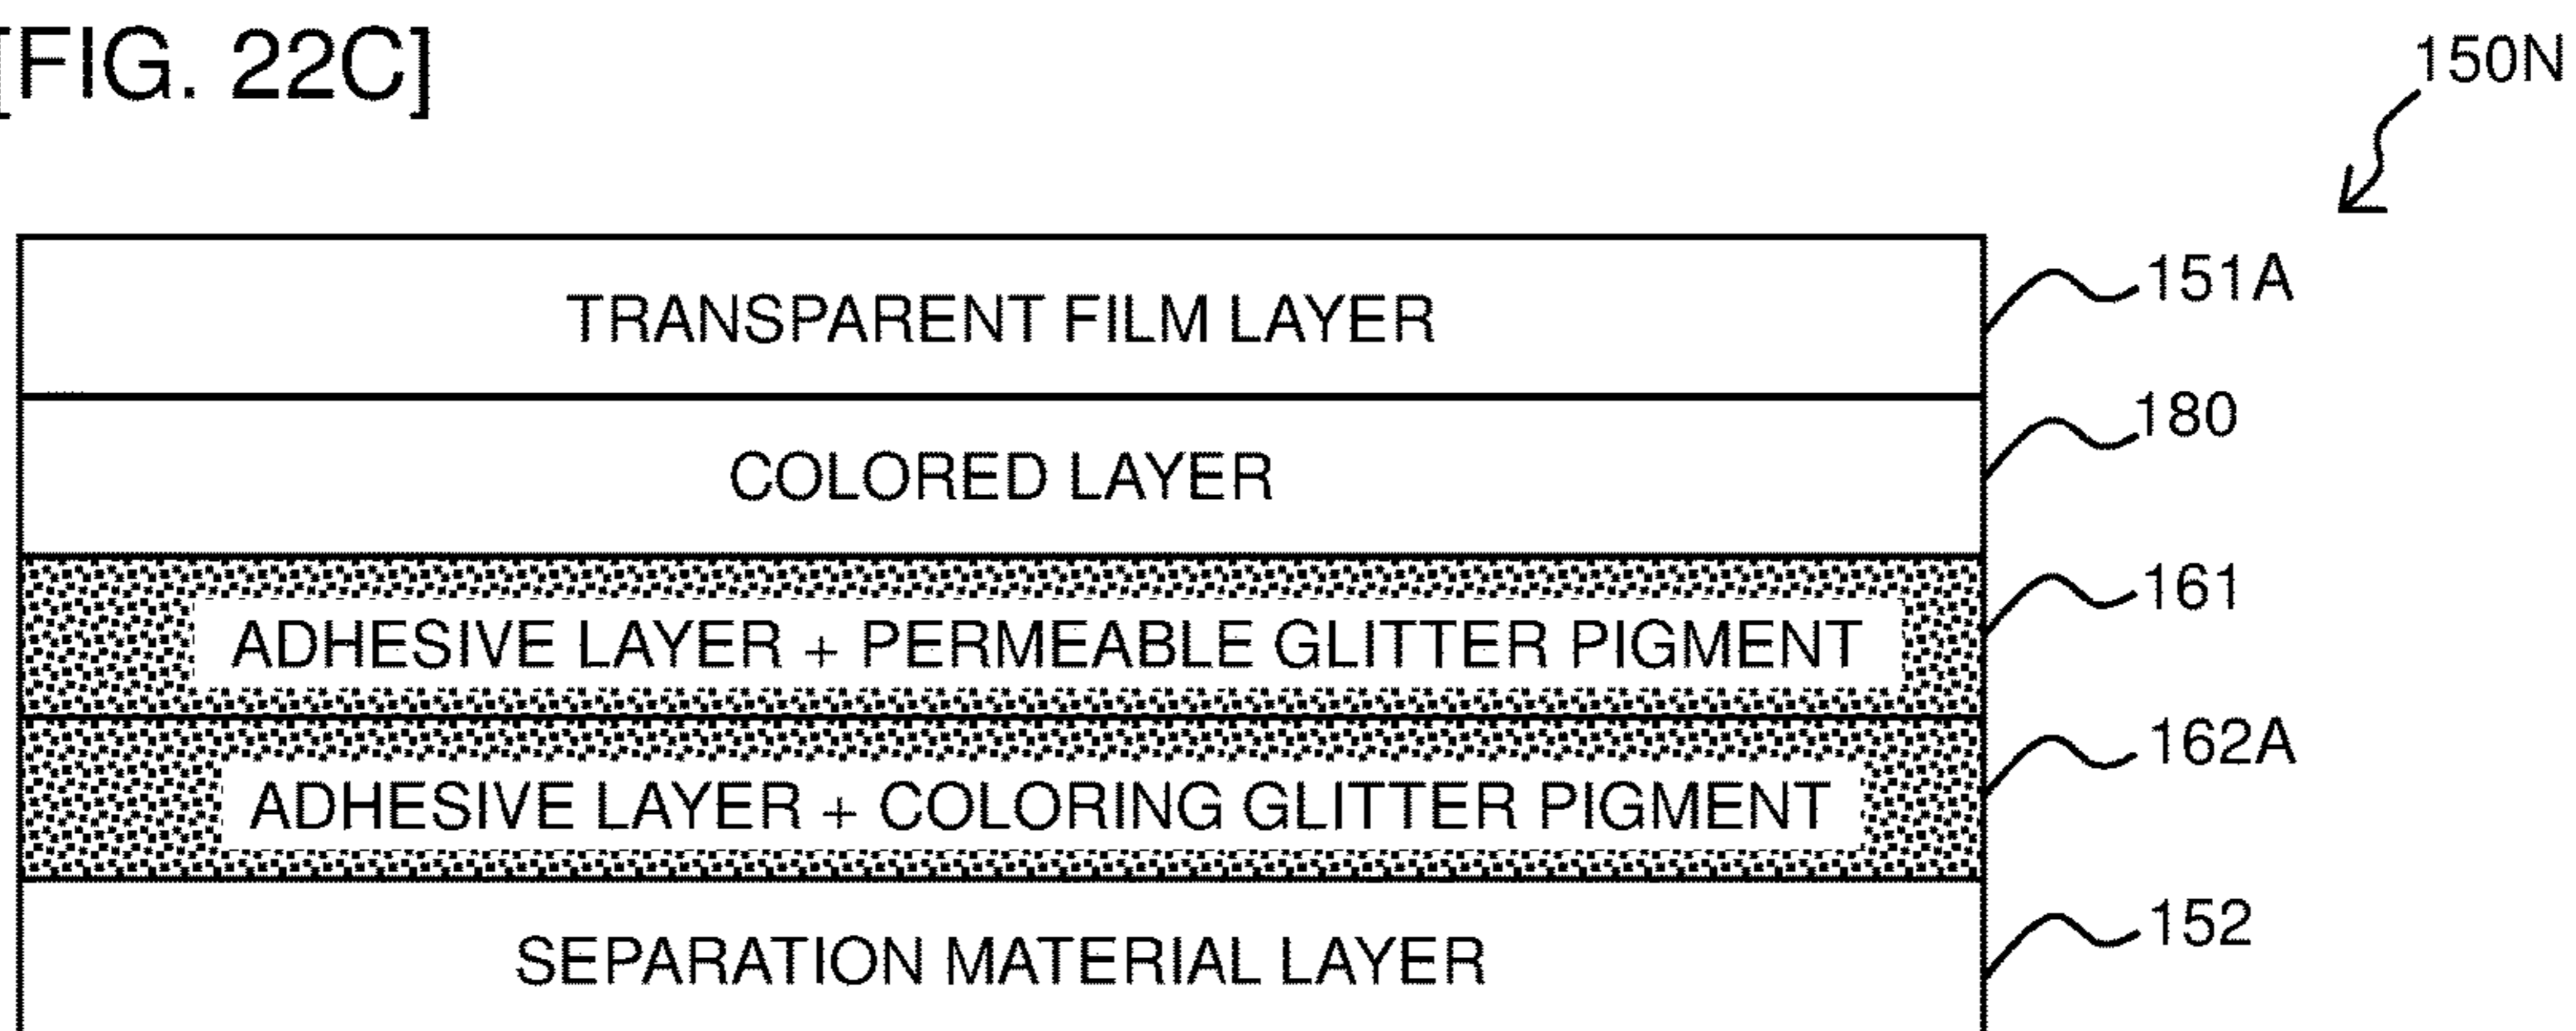 [FIG. 22C]
150N
TRANSPARENT FILM LAYER 151A
COLORED LAYER 180
ADHESIVE LAYER + PERMEABLE GLITTER PIGMENT 161
ADHESIVE LAYER + COLORING GLITTER PIGMENT 162A
SEPARATION MATERIAL LAYER 152